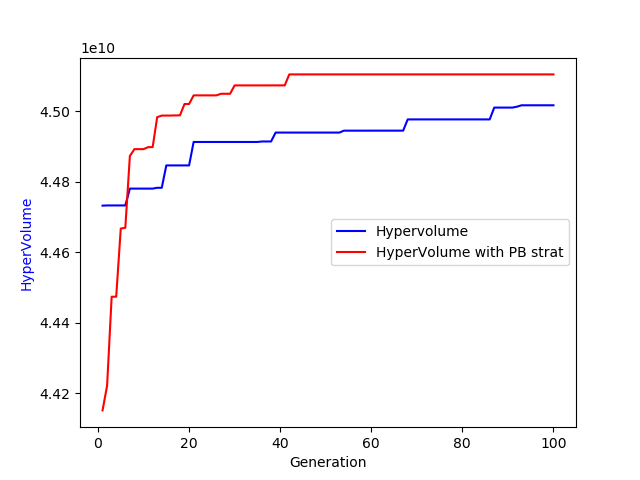 1e10
4.50
4.48
4.46
4.44
4.42
HyperVolume
Hypervolume
HyperVolume with PB strat
0 20 40 60 80 100
Generation